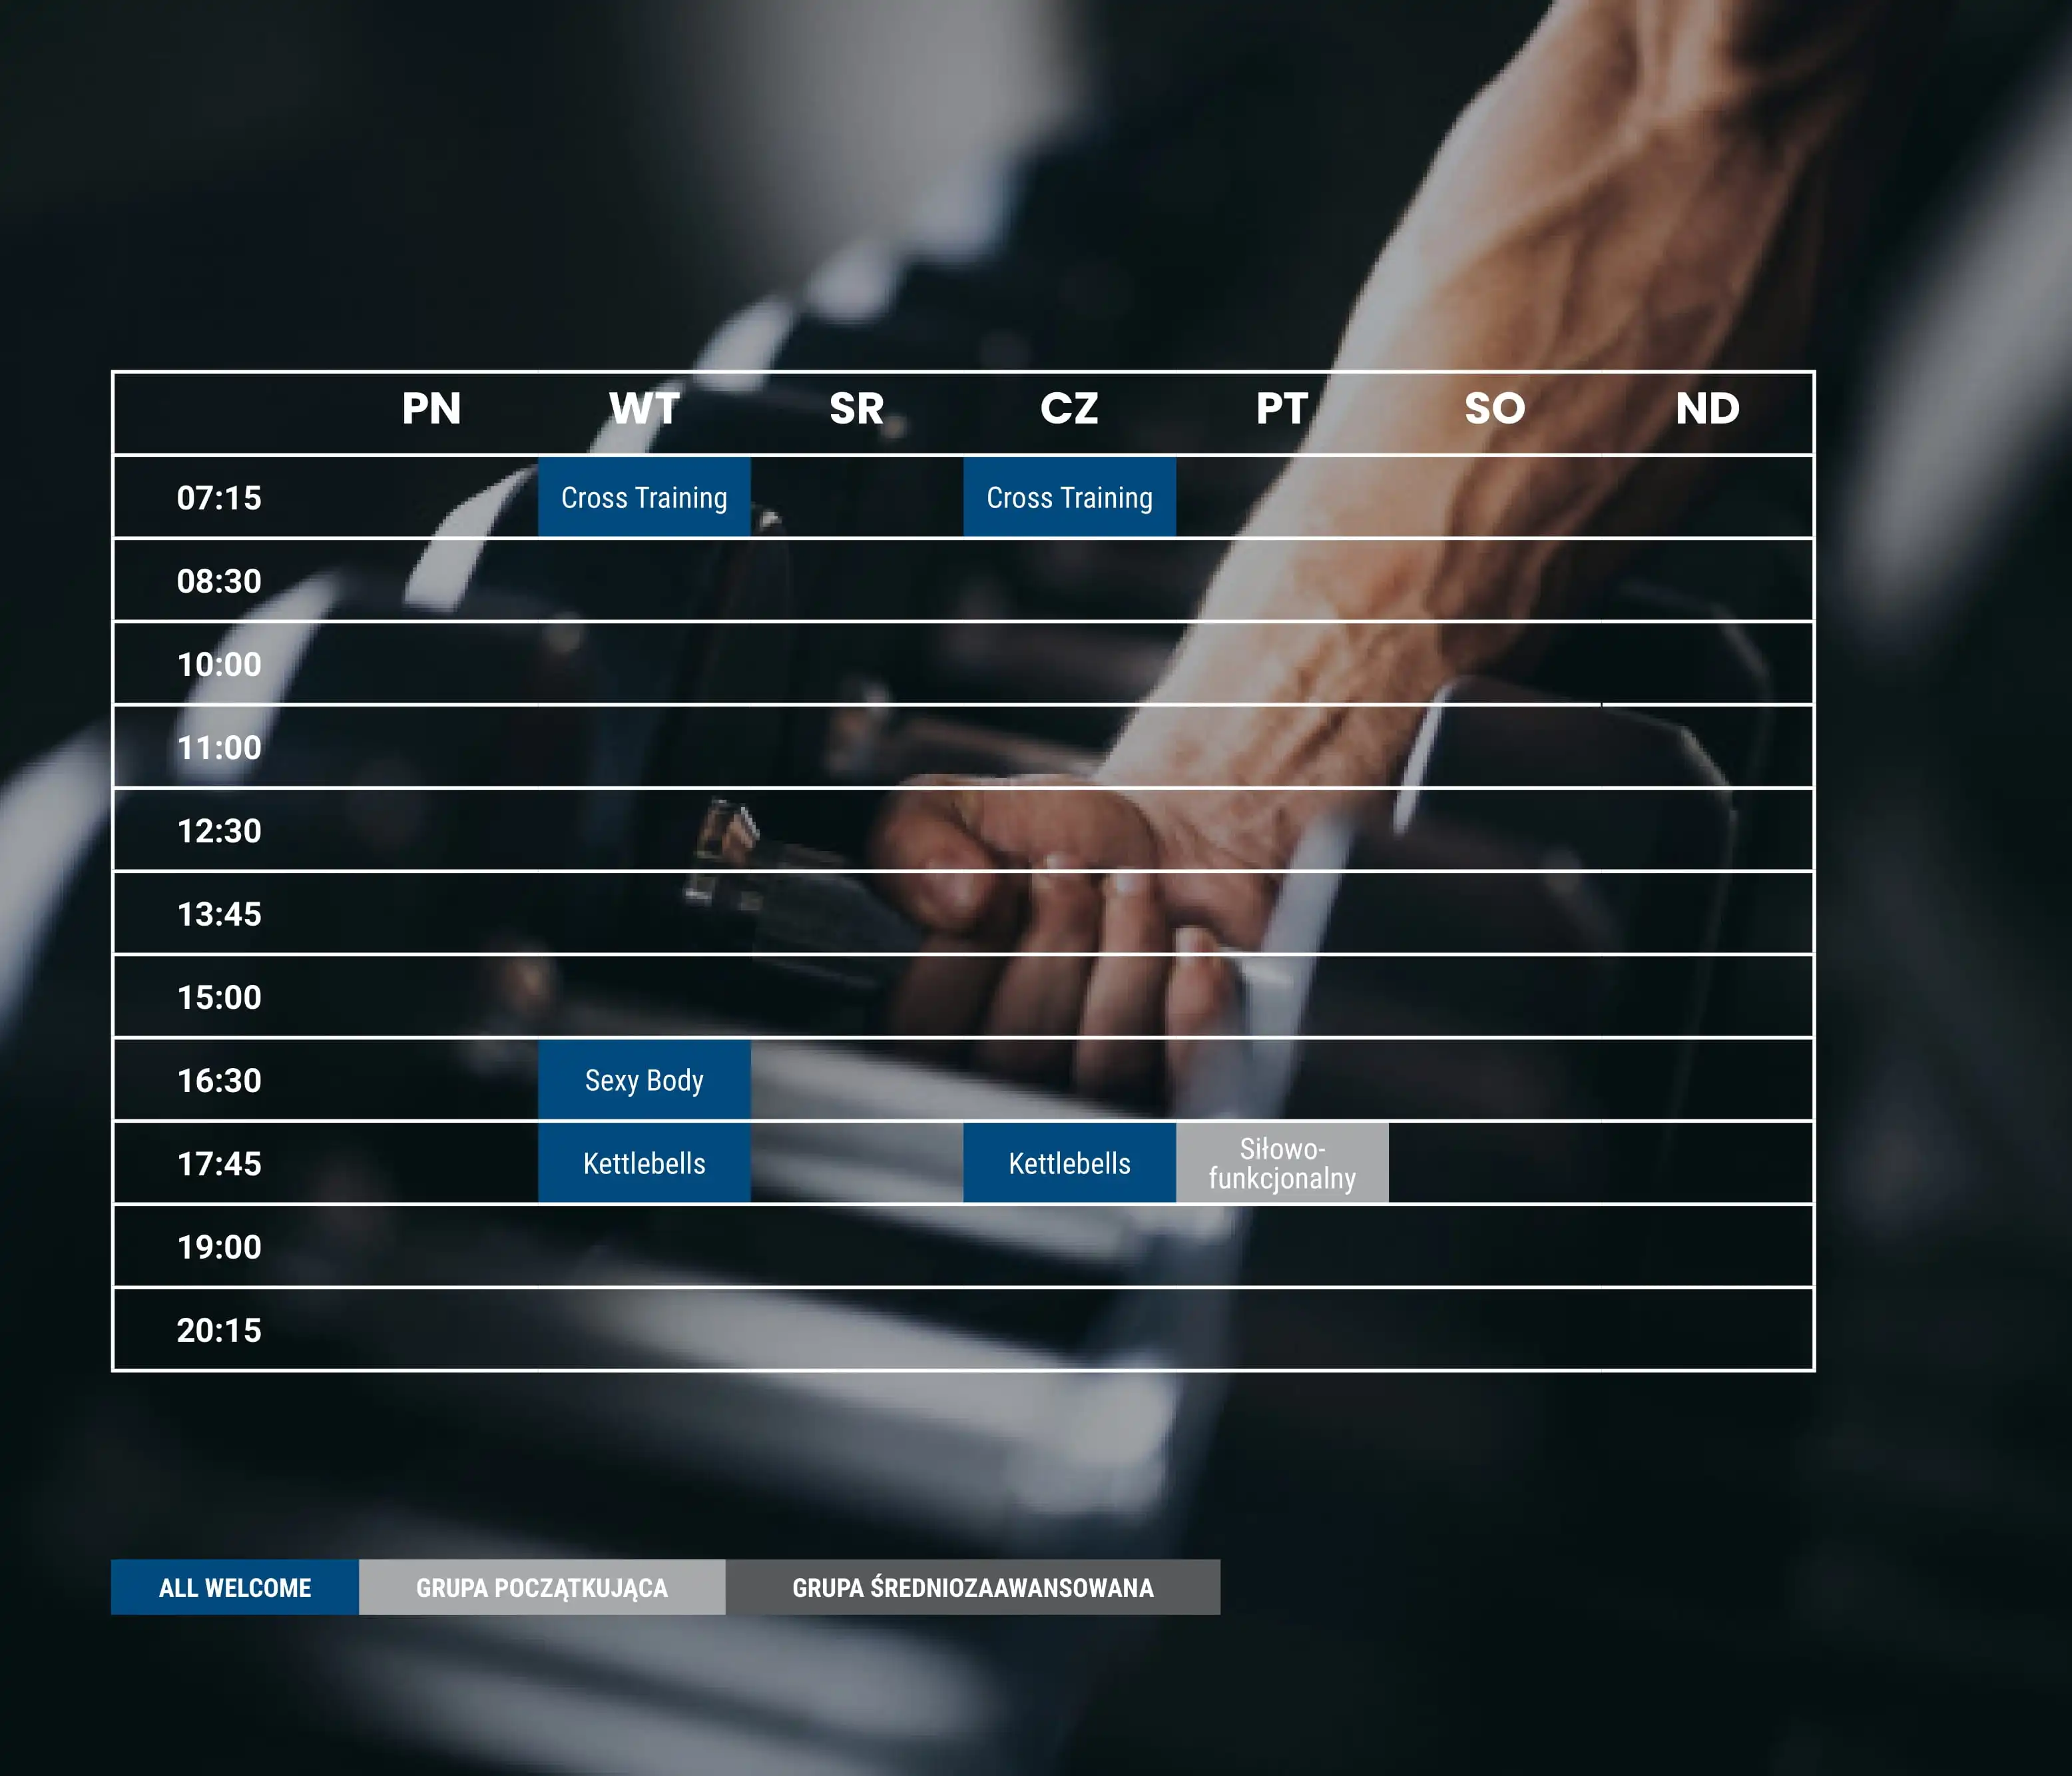 PN WT SR CZ PT SO ND
07:15 Cross Training Cross Training
08:30
10:00
11:00
12:30
13:45
15:00
16:30 Sexy Body
17:45 Kettlebells Kettlebells Siłowo-
funkcjonalny
19:00
20:15
ALL WELCOME GRUPA POCZĄTKUJĄCA GRUPA ŚREDNIOZAAWANSOWANA